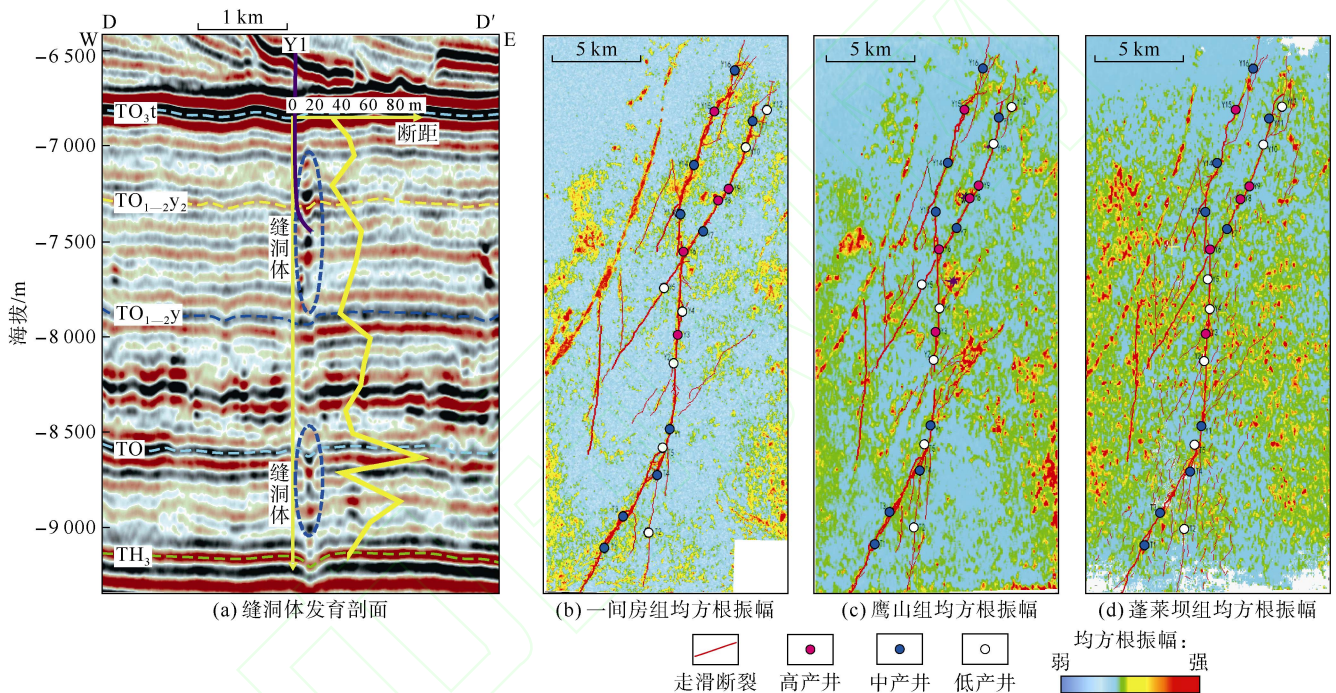 D
D′
W
E
1 km
Y1
-6 500
0 20 40 60 80 m
断距
TO₃t
-7 000
TO₁₋₂y₂
缝洞体
-7 500
海拔/m
TO₁₋₂y
-8 000
-8 500
TO
缝洞体
-9 000
TH₃
(a) 缝洞体发育剖面
5 km
(b) 一间房组均方根振幅
5 km
(c) 鹰山组均方根振幅
5 km
(d) 蓬莱坝组均方根振幅
走滑断裂
高产井
中产井
低产井
均方根振幅：
弱
强